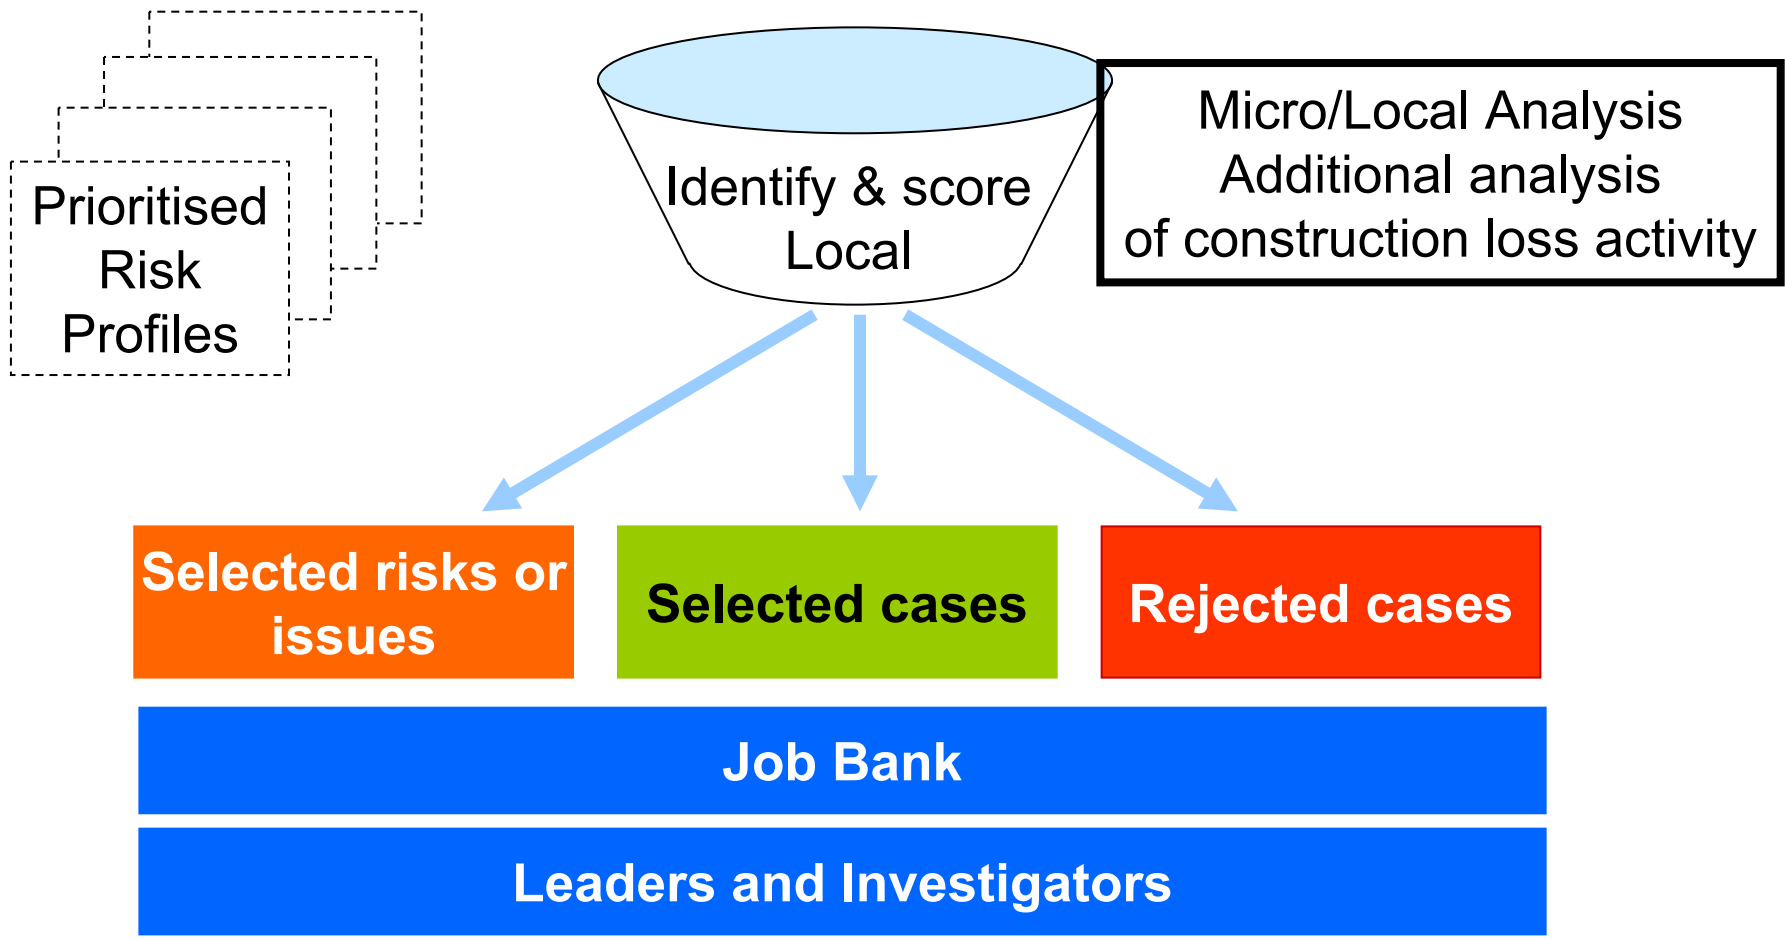 Prioritised
Risk
Profiles
Identify & score
Local
Micro/Local Analysis
Additional analysis
of construction loss activity
Selected risks or
issues
Selected cases
Rejected cases
Job Bank
Leaders and Investigators